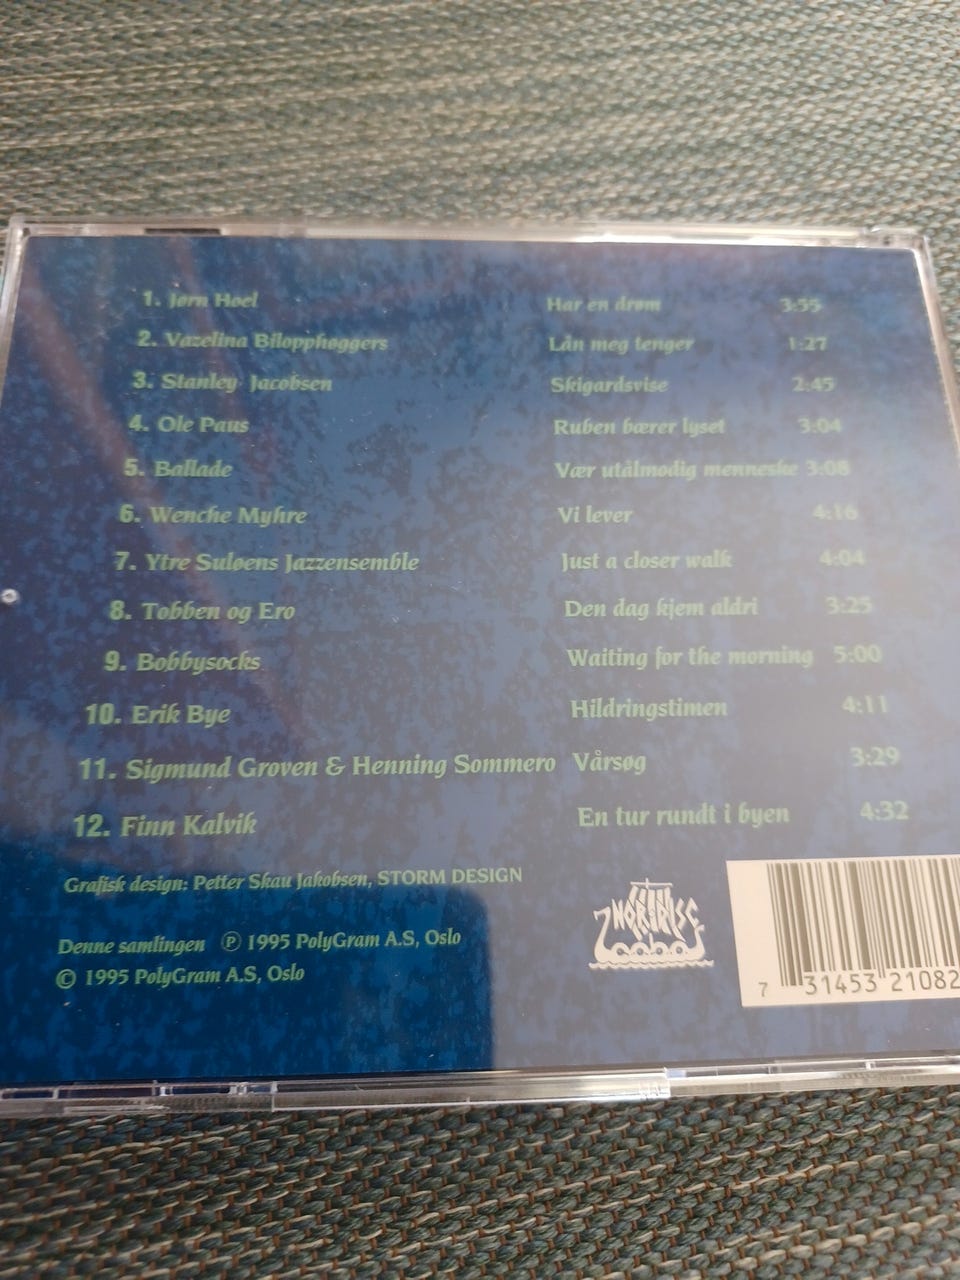 1. Jørn Hoel Har en drøm 3:55
2. Vazelina Bilopphøggers Lån meg tenger 1:27
3. Stanley Jacobsen Skigardsvise 2:45
4. Ole Paus Ruben bærer lyset 3:04
5. Ballade Vær utålmodig menneske 3:08
6. Wenche Myhre Vi lever 4:16
7. Ytre Suløens Jazzensemble Just a closer walk 4:04
8. Tobben og Ero Den dag kjem aldri 3:25
9. Bobbysocks Waiting for the morning 5:00
10. Erik Bye Hildringstimen 4:11
11. Sigmund Groven & Henning Sommero Vårsøg 3:29
12. Finn Kalvik En tur rundt i byen 4:32
Grafisk design: Petter Skau Jakobsen, STORM DESIGN
Denne samlingen ℗ 1995 PolyGram A.S, Oslo
© 1995 PolyGram A.S, Oslo
NORDISC
7 31453 21082